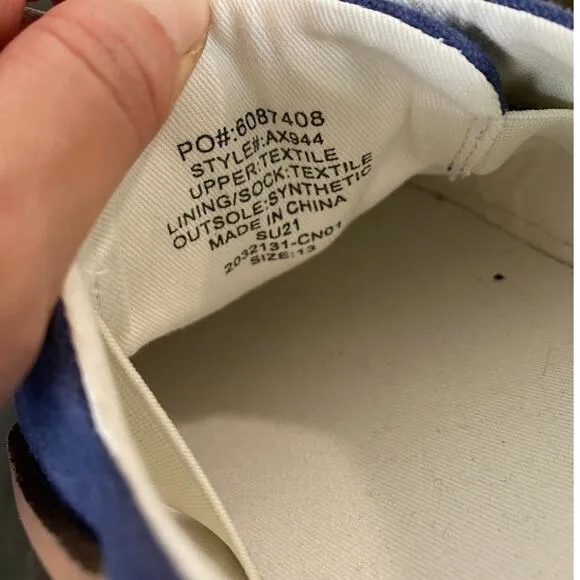 PO#:6087408
STYLE#:AX944
UPPER:TEXTILE
LINING/SOCK:TEXTILE
OUTSOLE:SYNTHETIC
MADE IN CHINA
SU21
2032131-CN01
SIZE:13